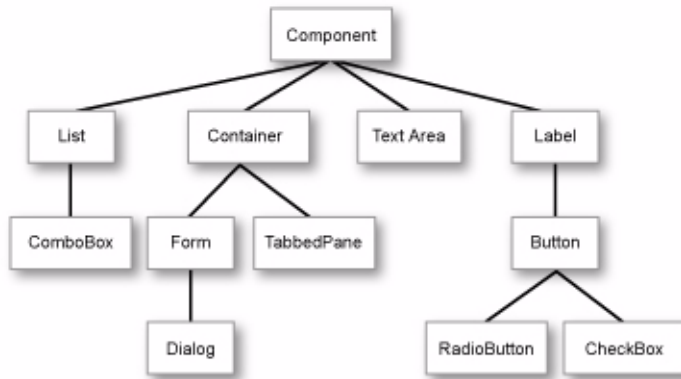 Component
List
Container
Text Area
Label
ComboBox
Form
TabbedPane
Button
Dialog
RadioButton
CheckBox